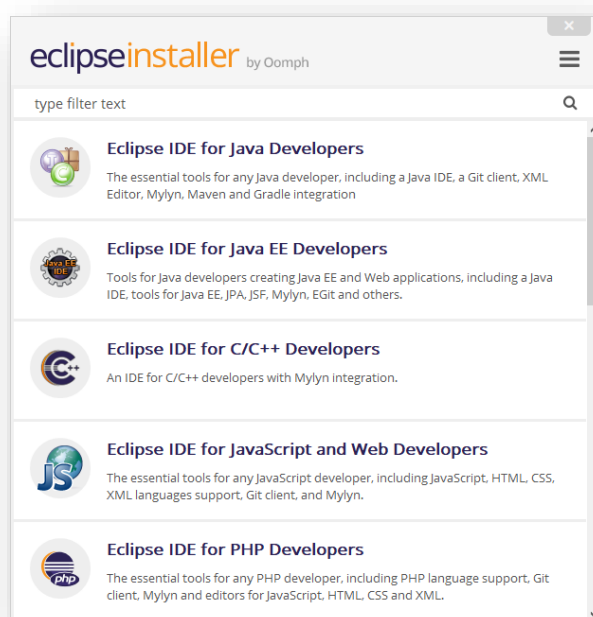 eclipseinstaller by Oomph
type filter text
Eclipse IDE for Java Developers
The essential tools for any Java developer, including a Java IDE, a Git client, XML
Editor, Mylyn, Maven and Gradle integration
Java EE
IDE
Eclipse IDE for Java EE Developers
Tools for Java developers creating Java EE and Web applications, including a Java
IDE, tools for Java EE, JPA, JSF, Mylyn, EGit and others.
C++
Eclipse IDE for C/C++ Developers
An IDE for C/C++ developers with Mylyn integration.
JS
Eclipse IDE for JavaScript and Web Developers
The essential tools for any JavaScript developer, including JavaScript, HTML, CSS,
XML languages support, Git client, and Mylyn.
php
Eclipse IDE for PHP Developers
The essential tools for any PHP developer, including PHP language support, Git
client, Mylyn and editors for JavaScript, HTML, CSS and XML.